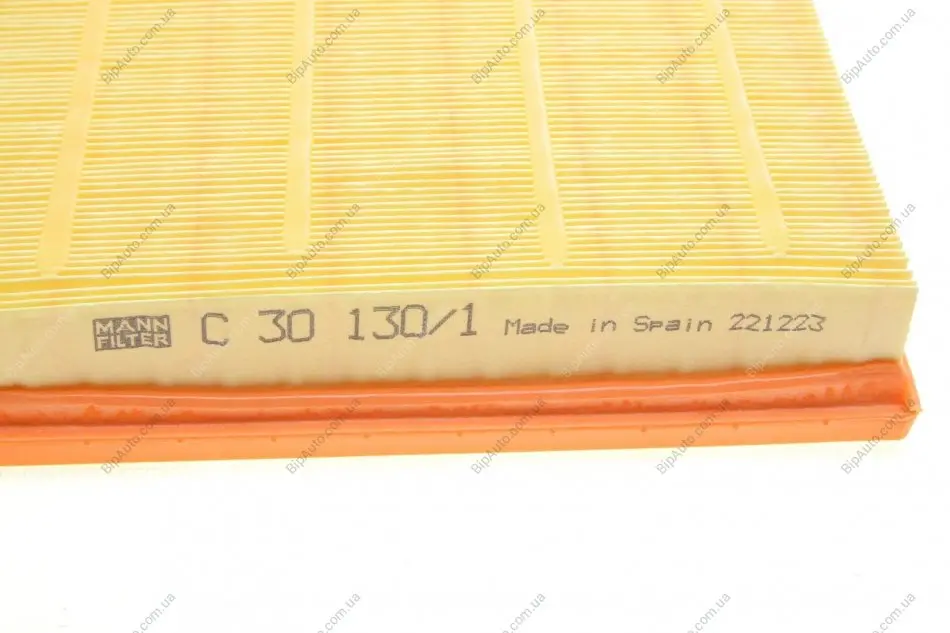 MANN
FILTER
C 30 130/1 Made in Spain 221223
BipAuto.com.ua